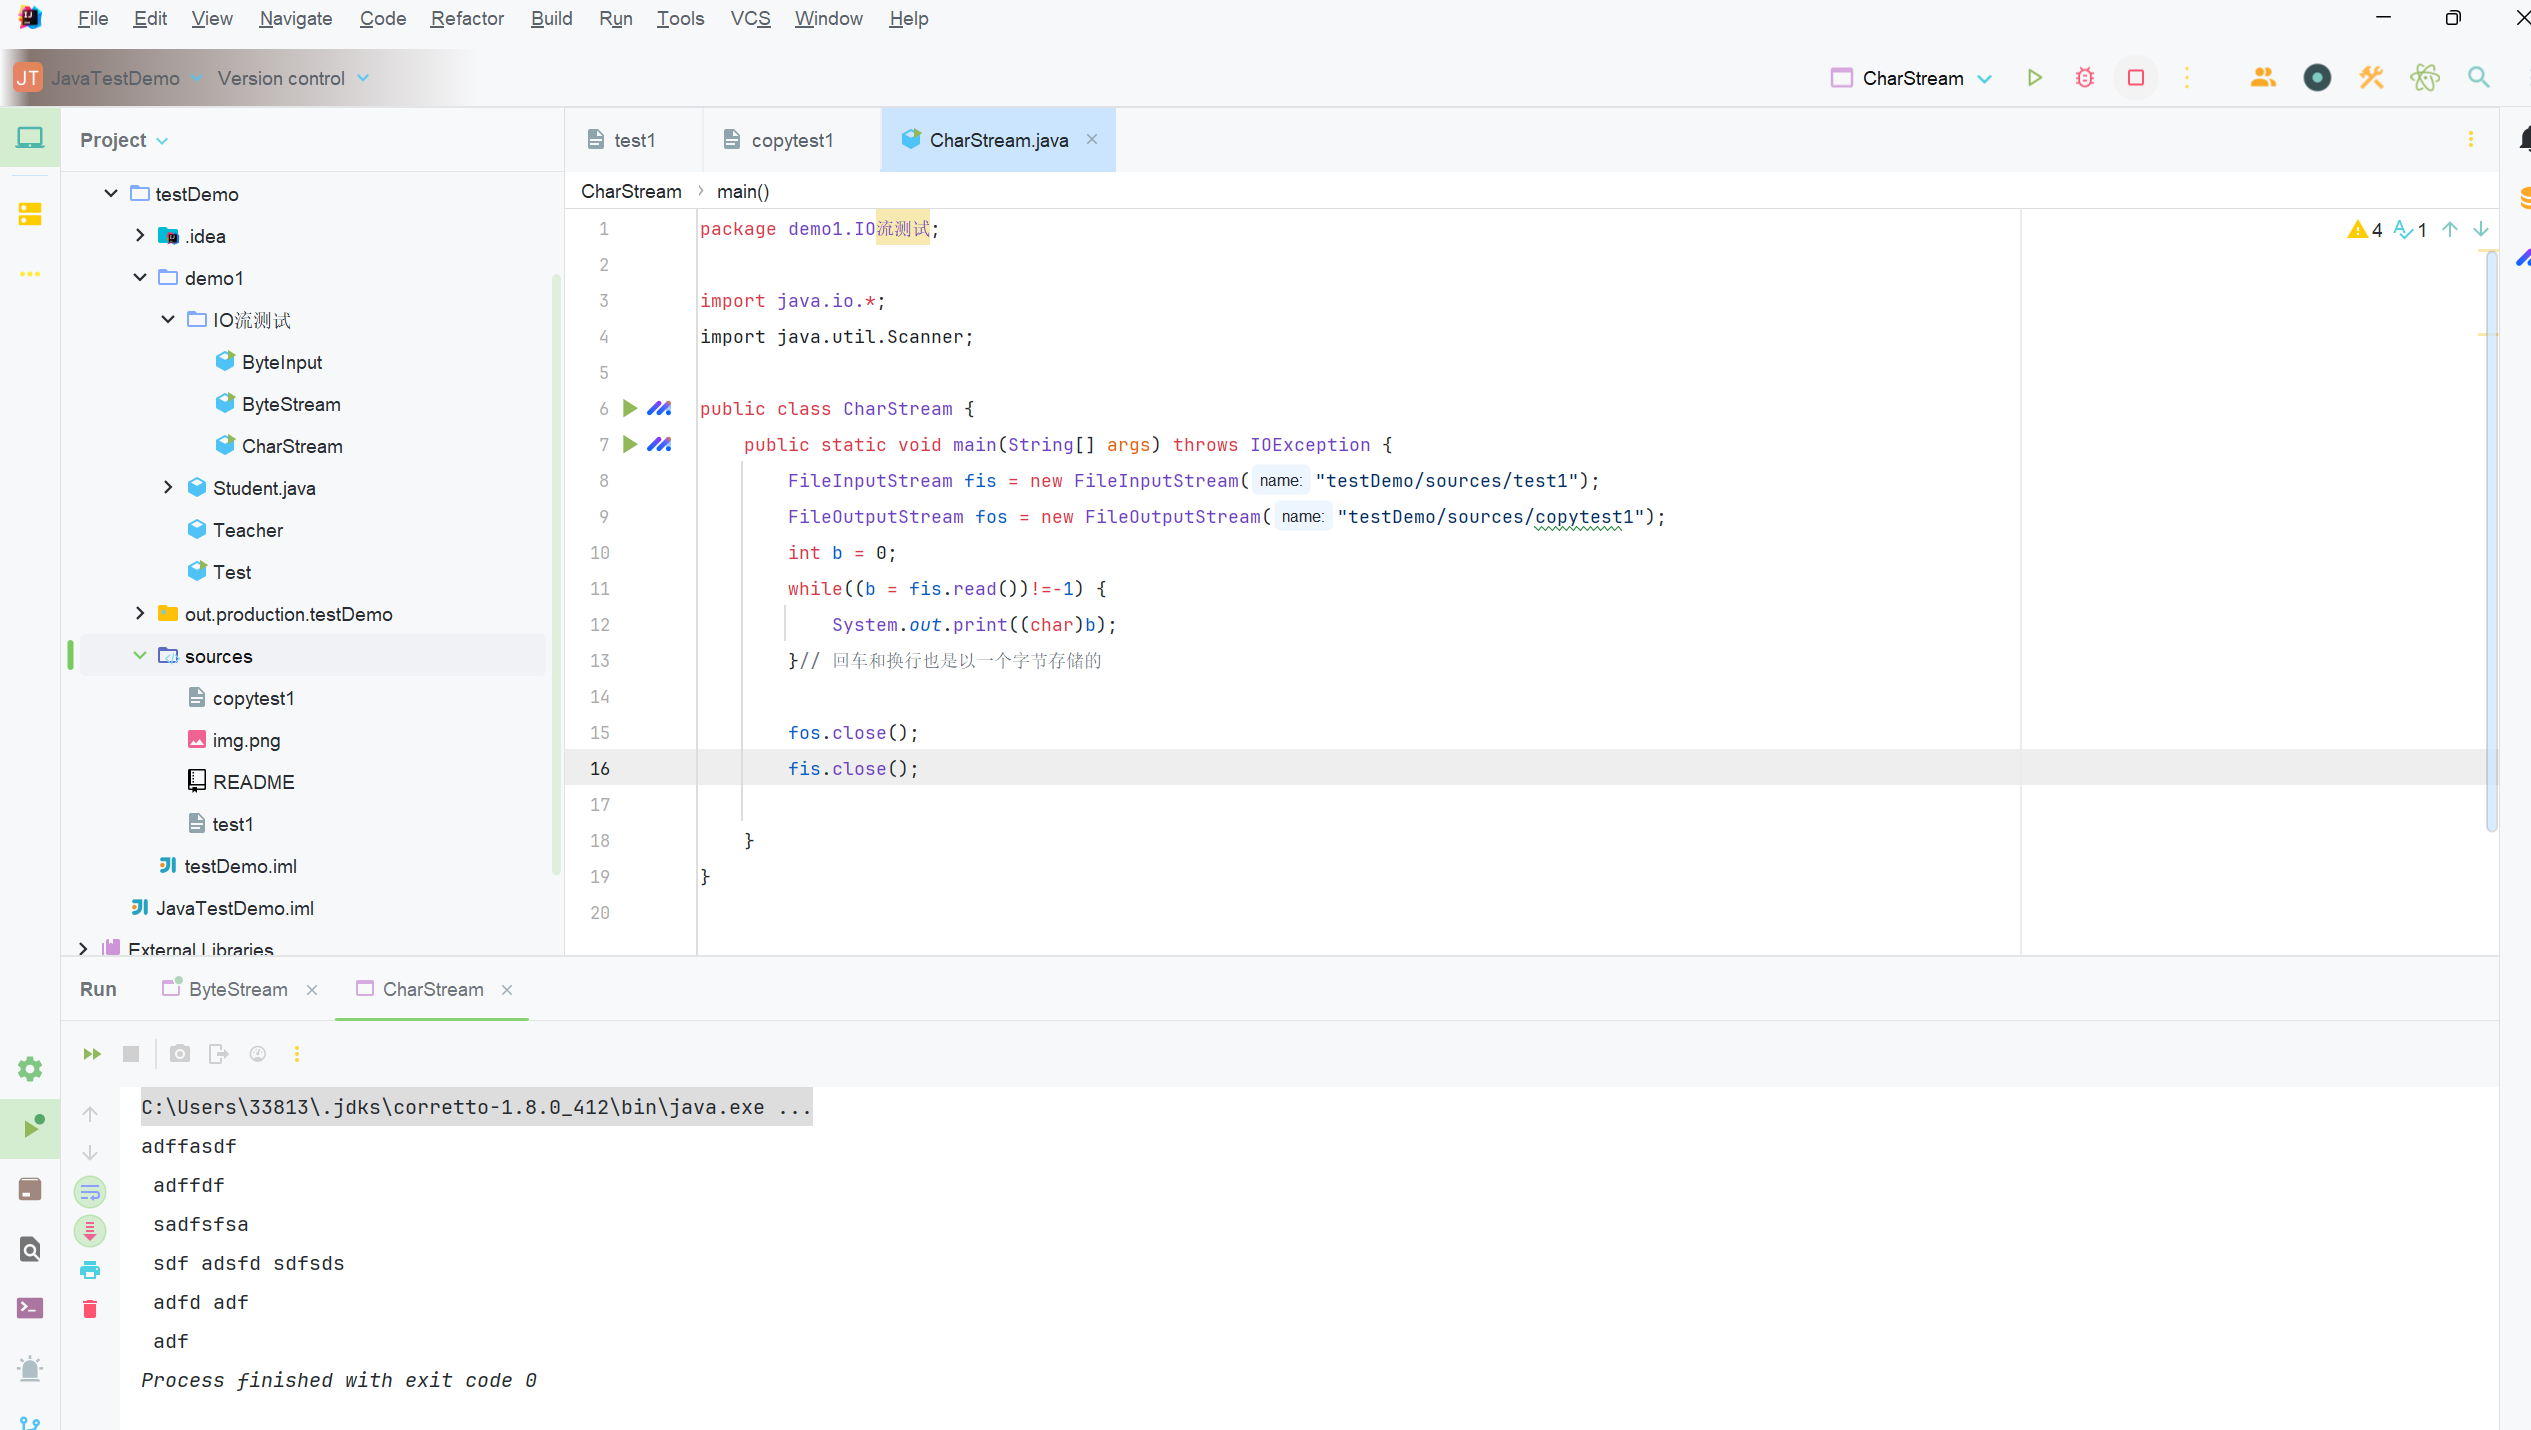 File Edit View Navigate Code Refactor Build Run Tools VCS Window Help
JT JavaTestDemo Version control CharStream
Project
testDemo
.idea
demo1
IO流测试
ByteInput
ByteStream
CharStream
Student.java
Teacher
Test
out.production.testDemo
sources
copytest1
img.png
README
test1
testDemo.iml
JavaTestDemo.iml
External Libraries
test1 copytest1 CharStream.java
CharStream main()
4 1
1 package demo1.IO流测试;
2
3 import java.io.*;
4 import java.util.Scanner;
5
6 public class CharStream {
7 public static void main(String[] args) throws IOException {
8 FileInputStream fis = new FileInputStream( name: "testDemo/sources/test1");
9 FileOutputStream fos = new FileOutputStream( name: "testDemo/sources/copytest1");
10 int b = 0;
11 while((b = fis.read())!=-1) {
12 System.out.print((char)b);
13 }// 回车和换行也是以一个字节存储的
14
15 fos.close();
16 fis.close();
17
18 }
19 }
20
Run ByteStream CharStream
C:\Users\33813\.jdks\corretto-1.8.0_412\bin\java.exe ...
adffasdf
adffdf
sadfsfsa
sdf adsfd sdfsds
adfd adf
adf
Process finished with exit code 0